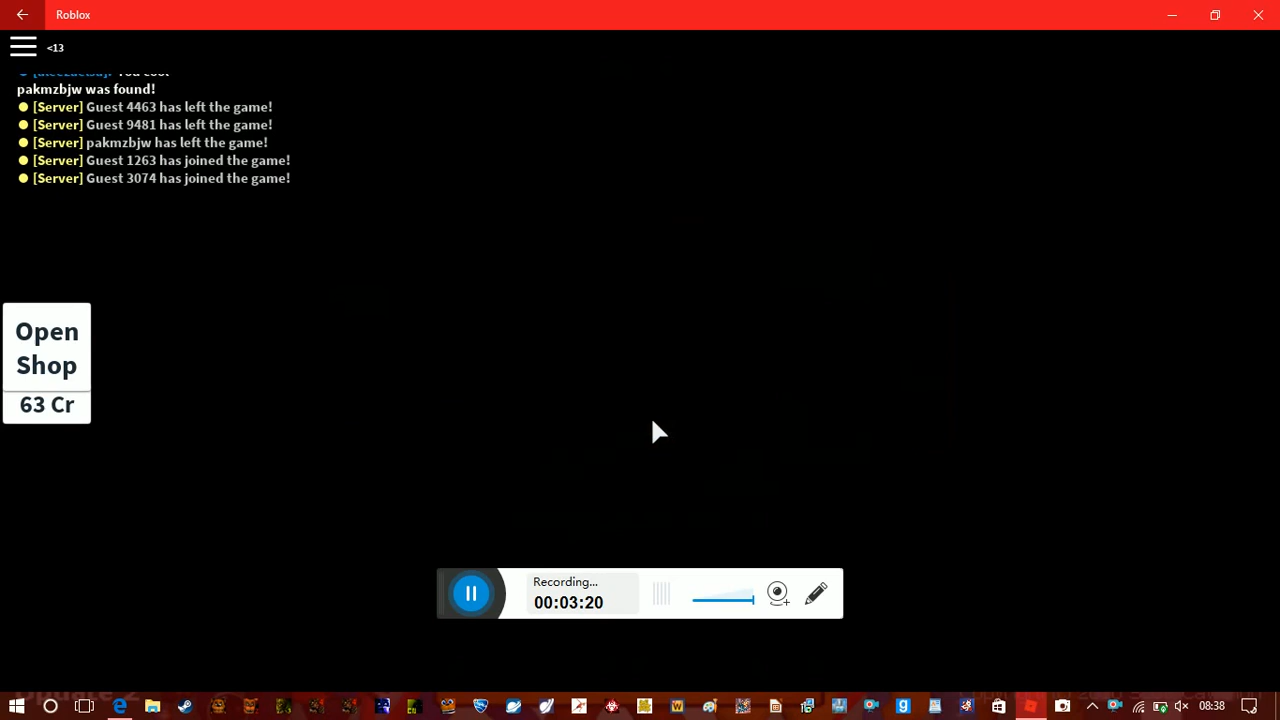 Roblox
<13
You cool
pakmzbjw was found!
[Server] Guest 4463 has left the game!
[Server] Guest 9481 has left the game!
[Server] pakmzbjw has left the game!
[Server] Guest 1263 has joined the game!
[Server] Guest 3074 has joined the game!
Open
Shop
63 Cr
Recording...
00:03:20
08:38